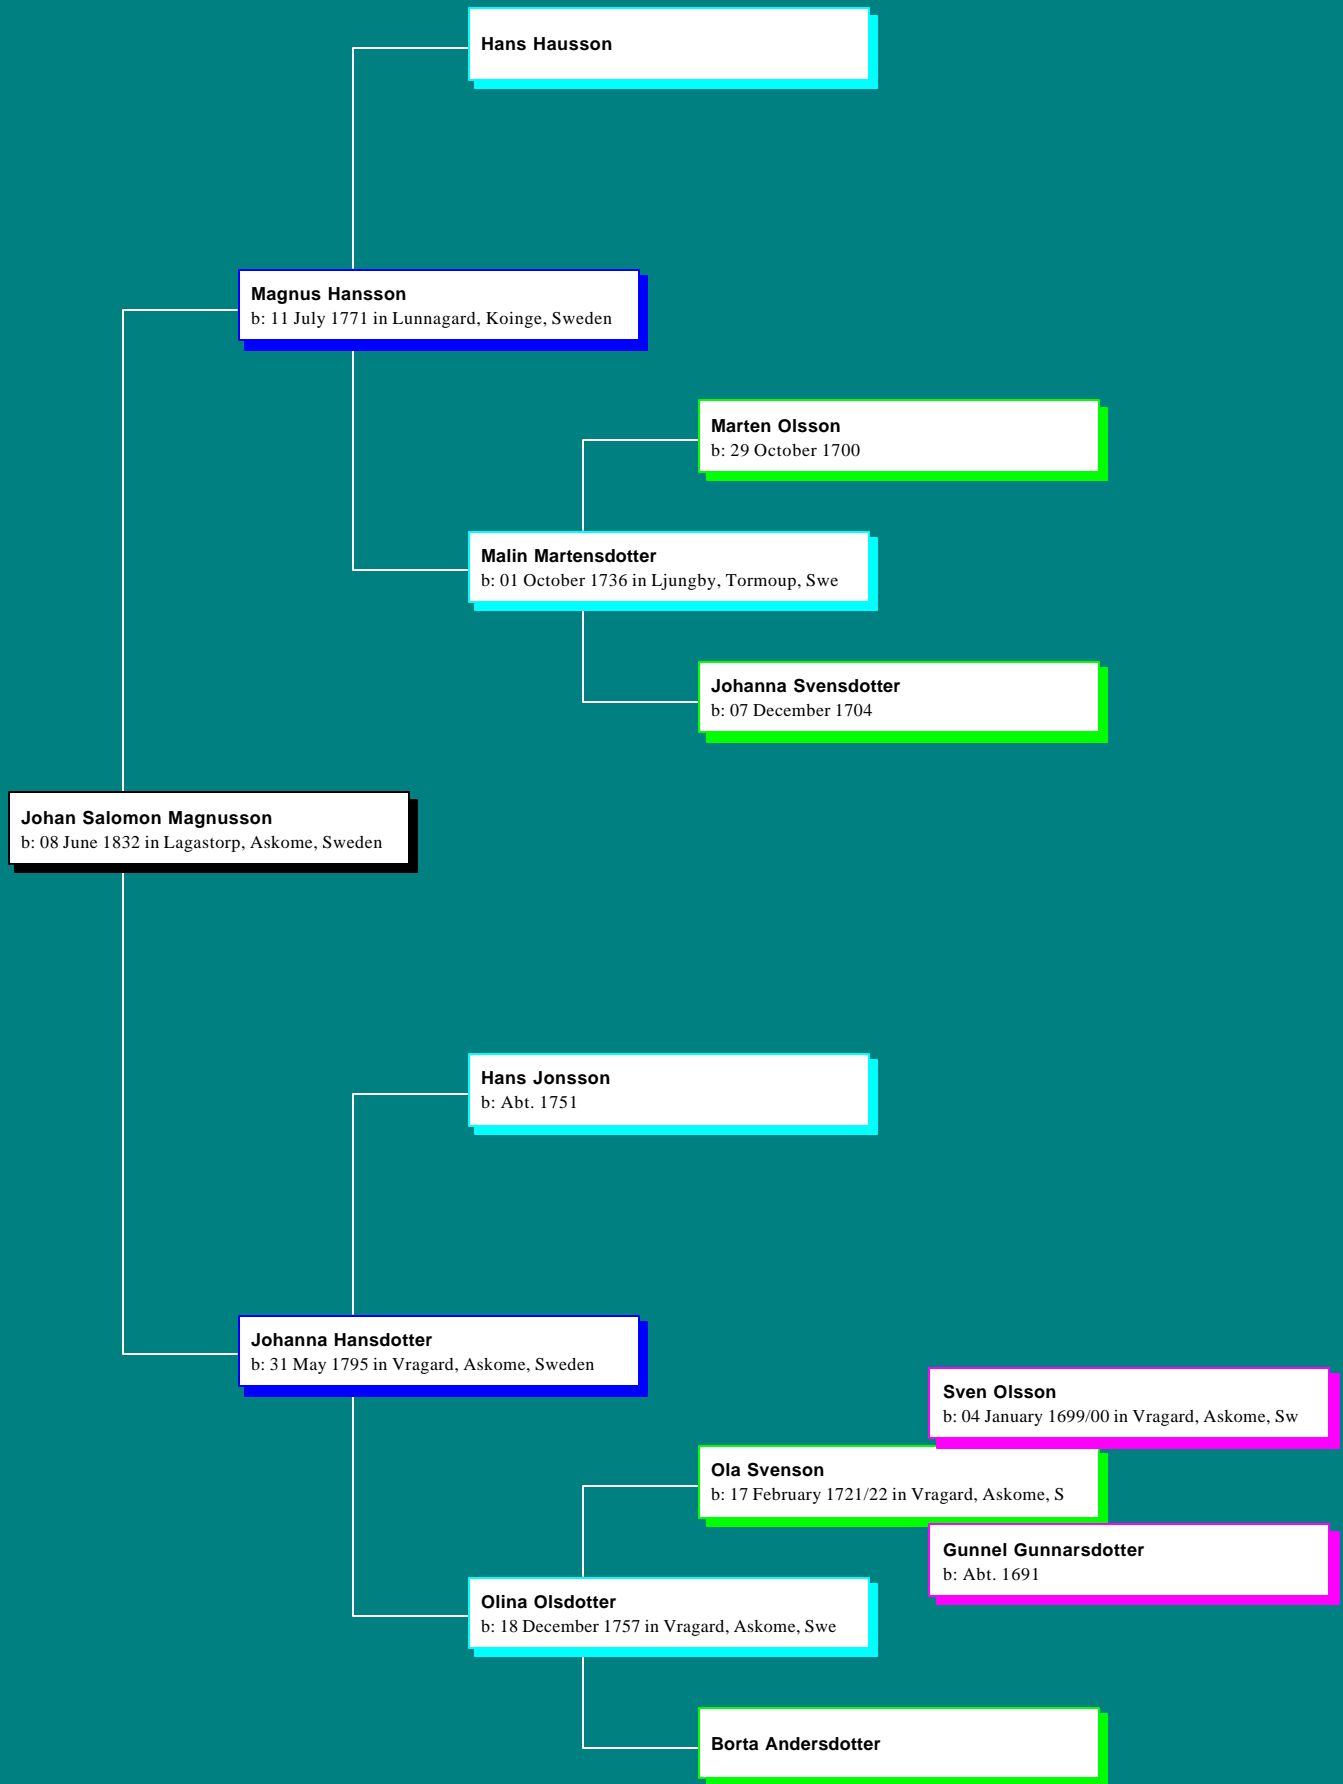 Hans Hausson
Magnus Hansson
b: 11 July 1771 in Lunnagard, Koinge, Sweden
Marten Olsson
b: 29 October 1700
Malin Martensdotter
b: 01 October 1736 in Ljungby, Tormoup, Swe
Johanna Svensdotter
b: 07 December 1704
Johan Salomon Magnusson
b: 08 June 1832 in Lagastorp, Askome, Sweden
Hans Jonsson
b: Abt. 1751
Johanna Hansdotter
b: 31 May 1795 in Vragard, Askome, Sweden
Sven Olsson
b: 04 January 1699/00 in Vragard, Askome, Sw
Ola Svenson
b: 17 February 1721/22 in Vragard, Askome, S
Gunnel Gunnarsdotter
b: Abt. 1691
Olina Olsdotter
b: 18 December 1757 in Vragard, Askome, Swe
Borta Andersdotter